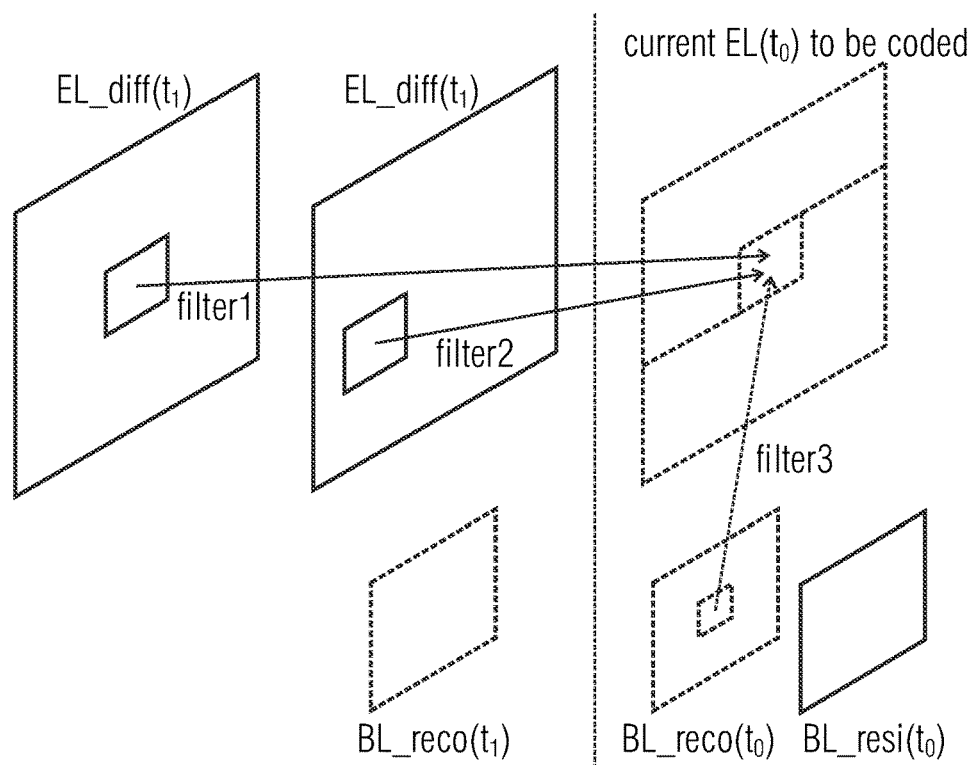 current EL(t₀) to be coded
EL_diff(t₁)
EL_diff(t₁)
filter1
filter2
filter3
BL_reco(t₁)
BL_reco(t₀)
BL_resi(t₀)